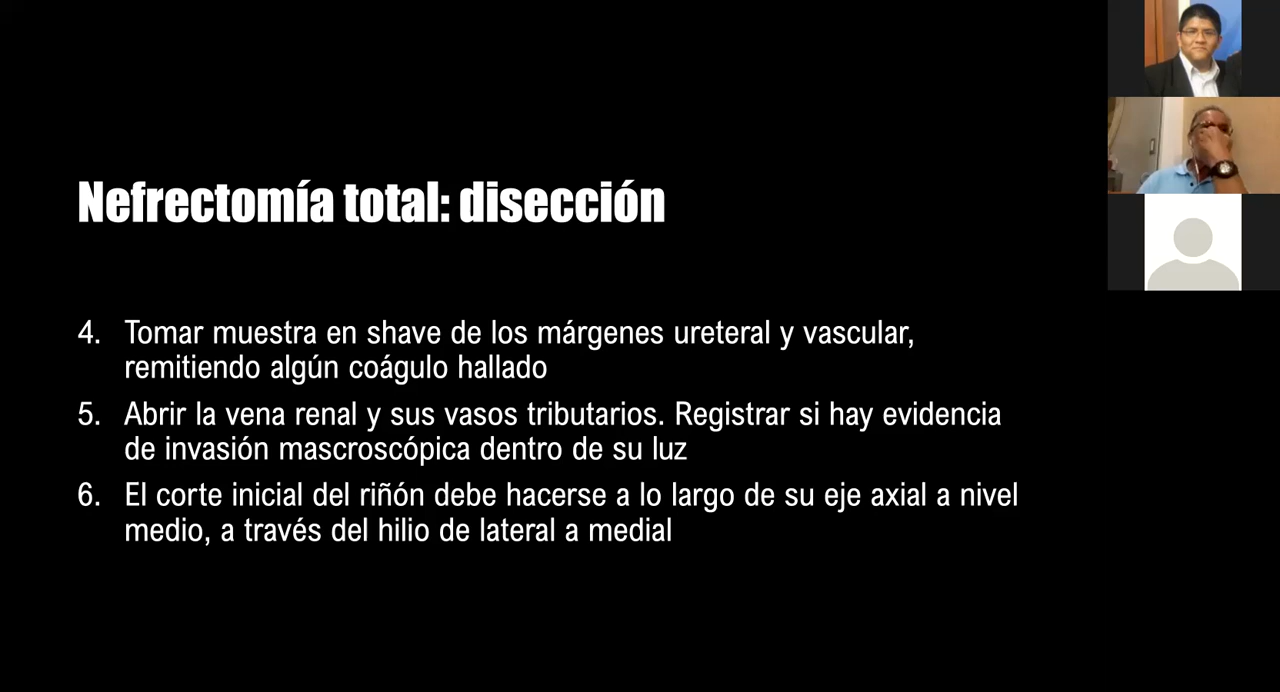 Nefrectomía total: disección
4. Tomar muestra en shave de los márgenes ureteral y vascular,
remitiendo algún coágulo hallado
5. Abrir la vena renal y sus vasos tributarios. Registrar si hay evidencia
de invasión mascroscópica dentro de su luz
6. El corte inicial del riñón debe hacerse a lo largo de su eje axial a nivel
medio, a través del hilio de lateral a medial